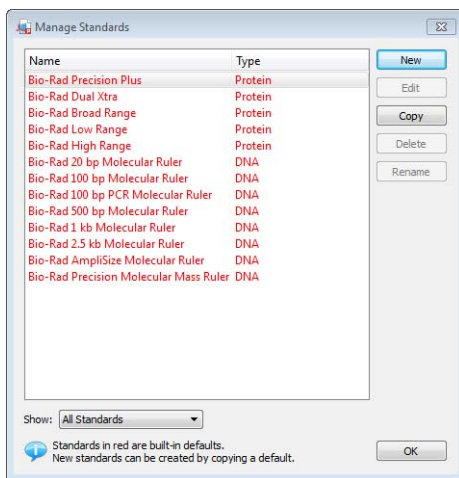 Manage Standards
Name Type New
Bio-Rad Precision Plus Protein
Edit
Bio-Rad Dual Xtra Protein
Bio-Rad Broad Range Protein
Copy
Bio-Rad Low Range Protein
Bio-Rad High Range Protein
Delete
Bio-Rad 20 bp Molecular Ruler DNA
Rename
Bio-Rad 100 bp Molecular Ruler DNA
Bio-Rad 100 bp PCR Molecular Ruler DNA
Bio-Rad 500 bp Molecular Ruler DNA
Bio-Rad 1 kb Molecular Ruler DNA
Bio-Rad 2.5 kb Molecular Ruler DNA
Bio-Rad AmpliSize Molecular Ruler DNA
Bio-Rad Precision Molecular Mass Ruler DNA
Show: All Standards
Standards in red are built-in defaults.
New standards can be created by copying a default.
OK